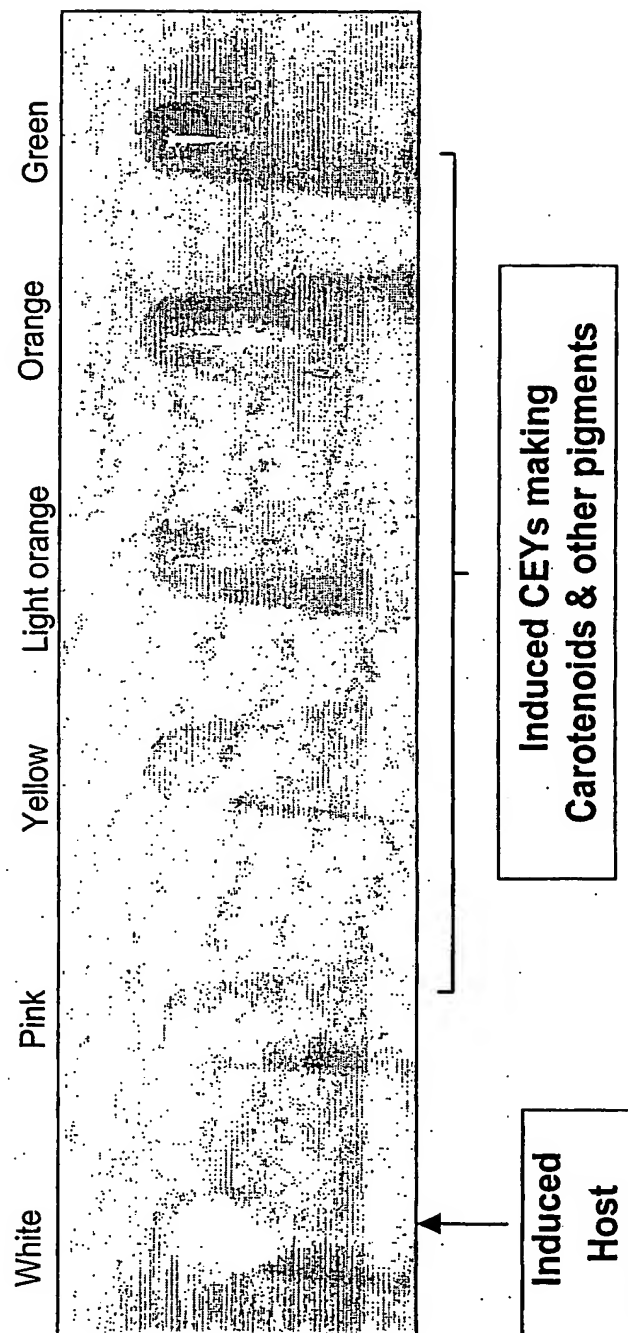 White
Pink
Yellow
Light orange
Orange
Green
Induced
Host
Induced CEYs making
Carotenoids & other pigments